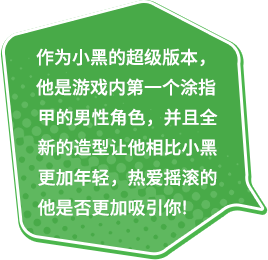 作为小黑的超级版本，
他是游戏内第一个涂指
甲的男性角色，并且全
新的造型让他相比小黑
更加年轻，热爱摇滚的
他是否更加吸引你!